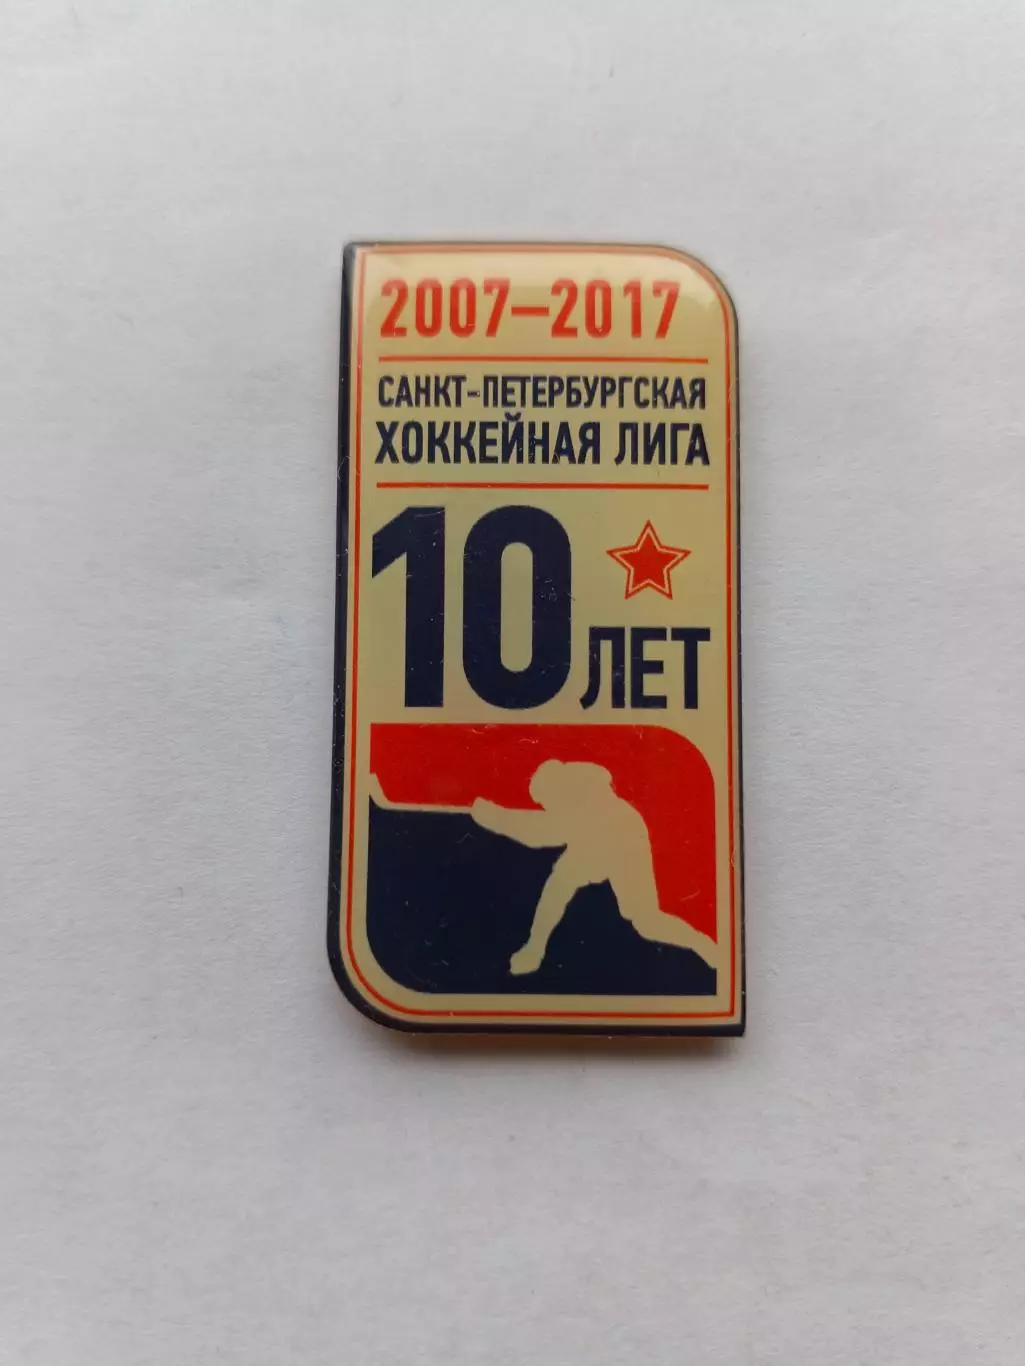 2007–2017
САНКТ-ПЕТЕРБУРГСКАЯ
ХОККЕЙНАЯ ЛИГА
10 ЛЕТ